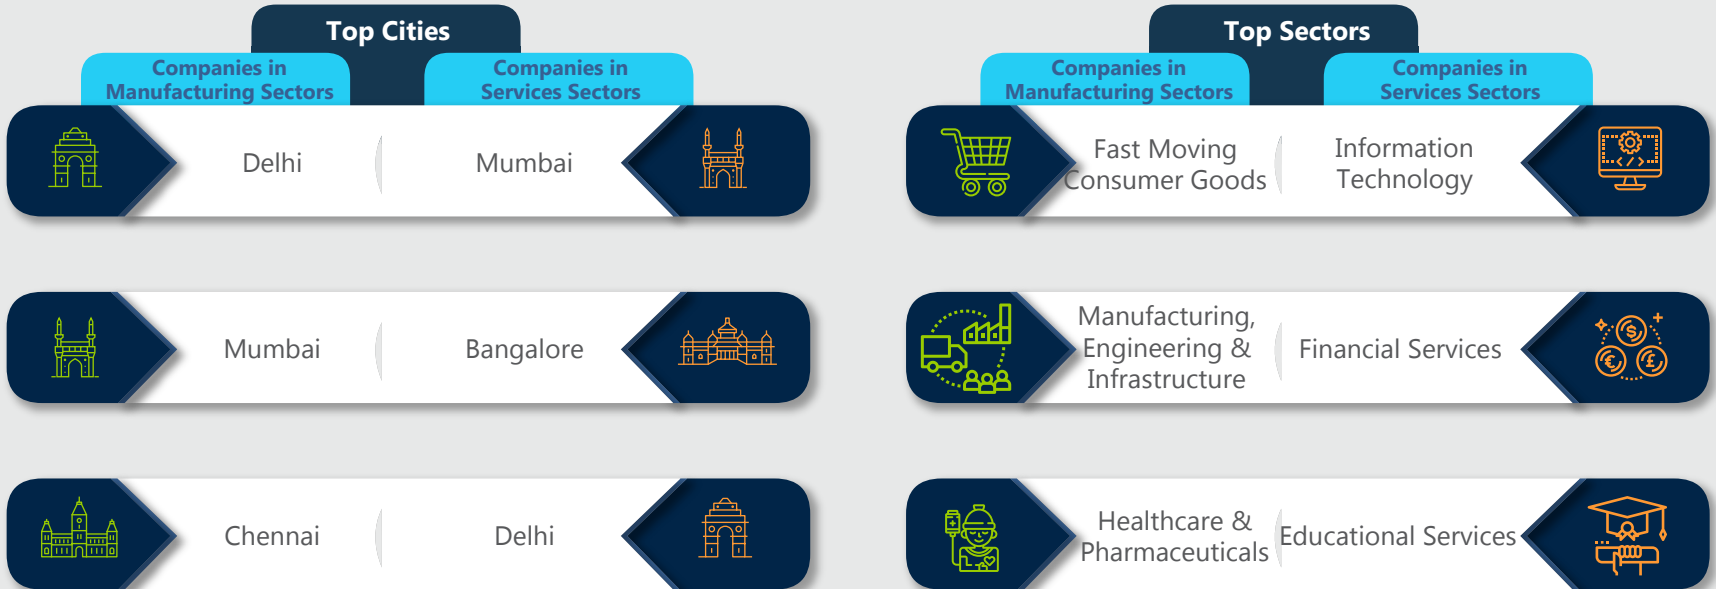 Top Cities
Companies in
Manufacturing Sectors
Companies in
Services Sectors
Delhi
Mumbai
Mumbai
Bangalore
Chennai
Delhi
Top Sectors
Companies in
Manufacturing Sectors
Companies in
Services Sectors
Fast Moving
Consumer Goods
Information
Technology
Manufacturing,
Engineering &
Infrastructure
Financial Services
Healthcare &
Pharmaceuticals
Educational Services